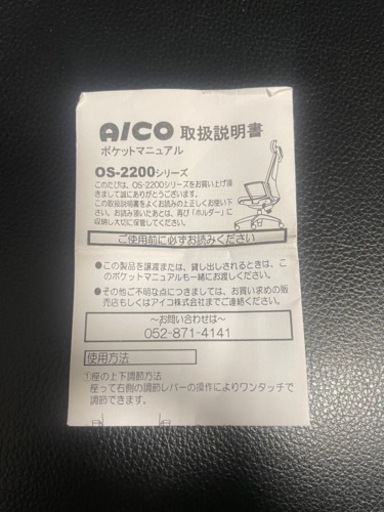 AICO 取扱説明書
ポケットマニュアル
OS-2200シリーズ
このたびは、OS-2200シリーズをお買い上げ頂
きまして誠にありがとうございます。
この取扱説明書をよくお読みの上正しくお使い下
さい。お読み頂いたあとは、再び「ホルダー」に
収納し大切に保管してください。
ご使用前に必ずお読みください
●この製品を譲渡または、貸し出しされるときは、こ
のポケットマニュアルも一緒にお渡しください。
●その他ご不明な点につきましては、お買い求めの販
売店もしくはアイコ株式会社までご連絡ください。
～お問い合わせは～
052-871-4141
使用方法
①座の上下調節方法
座って右側の調節レバーの操作によりワンタッチで
調節できます。